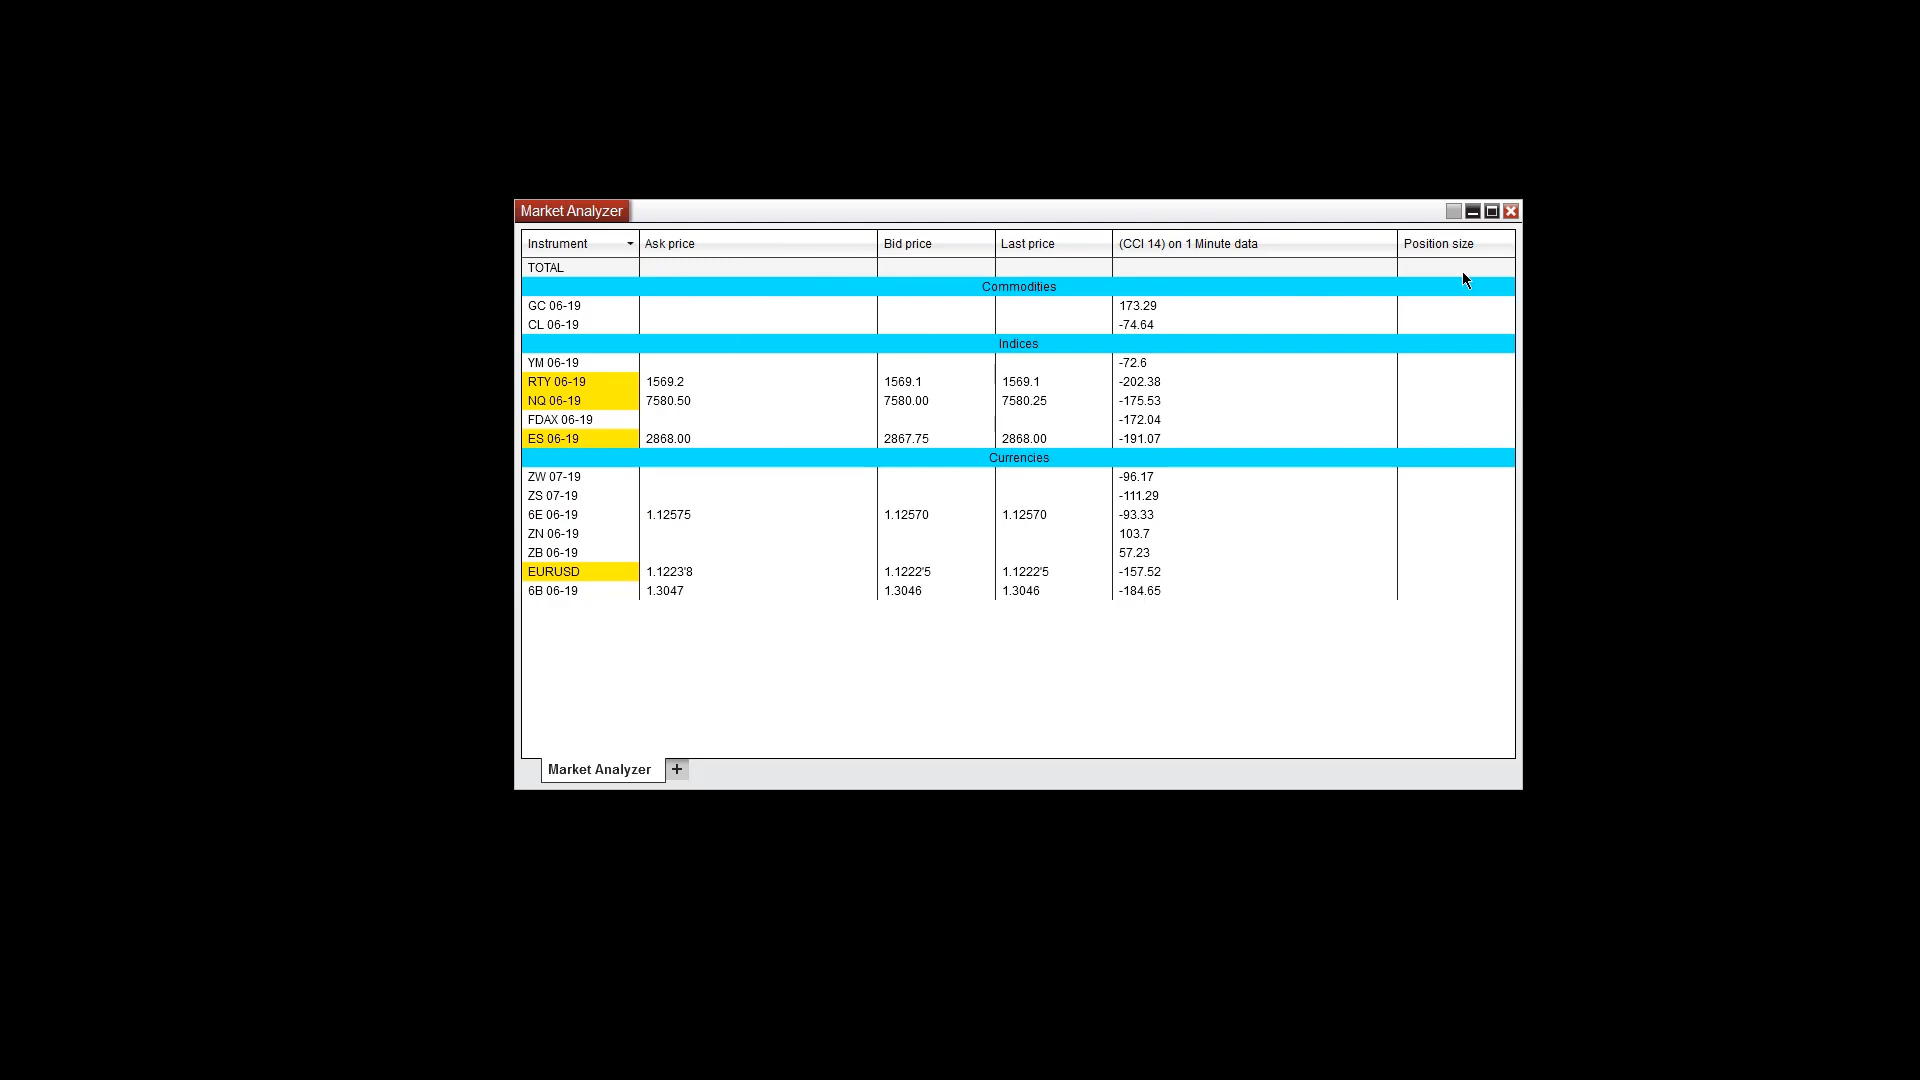 Market Analyzer
Instrument Ask price Bid price Last price (CCI 14) on 1 Minute data Position size
TOTAL
Commodities
GC 06-19 173.29
CL 06-19 -74.64
Indices
YM 06-19 -72.6
RTY 06-19 1569.2 1569.1 1569.1 -202.38
NQ 06-19 7580.50 7580.00 7580.25 -175.53
FDAX 06-19 -172.04
ES 06-19 2868.00 2867.75 2868.00 -191.07
Currencies
ZW 07-19 -96.17
ZS 07-19 -111.29
6E 06-19 1.12575 1.12570 1.12570 -93.33
ZN 06-19 103.7
ZB 06-19 57.23
EURUSD 1.1223'8 1.1222'5 1.1222'5 -157.52
6B 06-19 1.3047 1.3046 1.3046 -184.65
Market Analyzer +